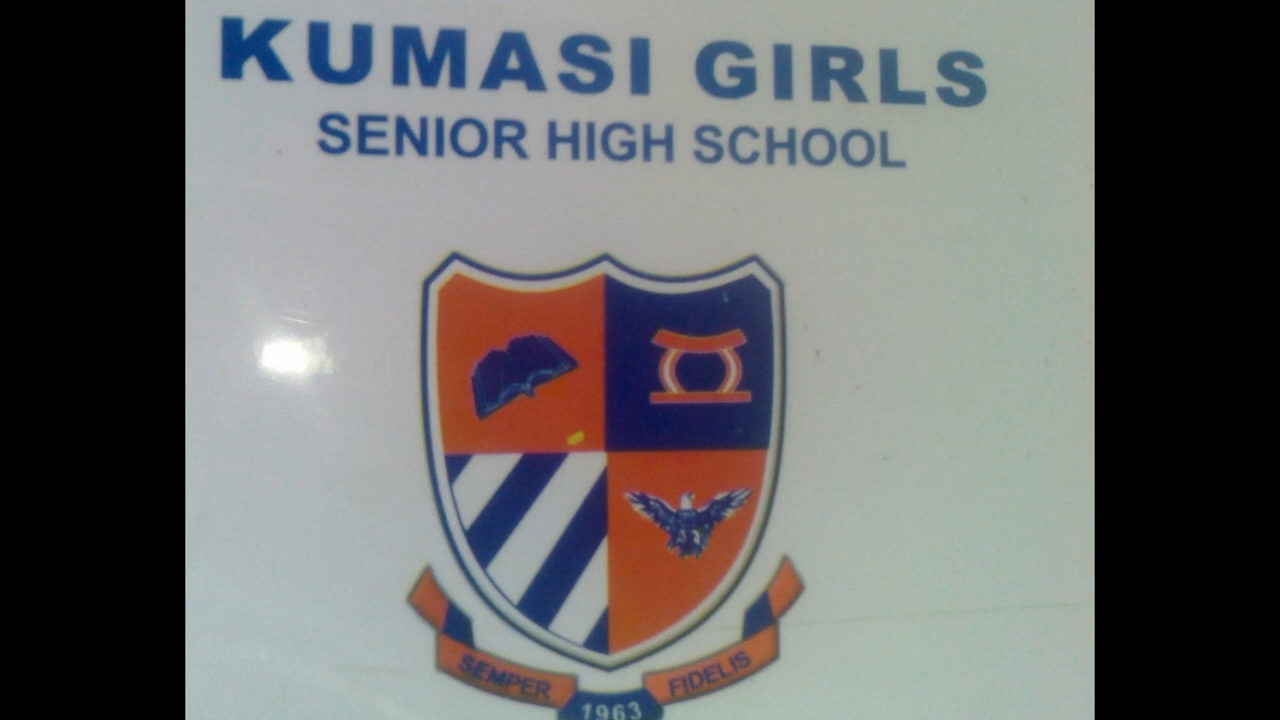 KUMASI GIRLS
SENIOR HIGH SCHOOL
SEMPER
FIDELIS
1963